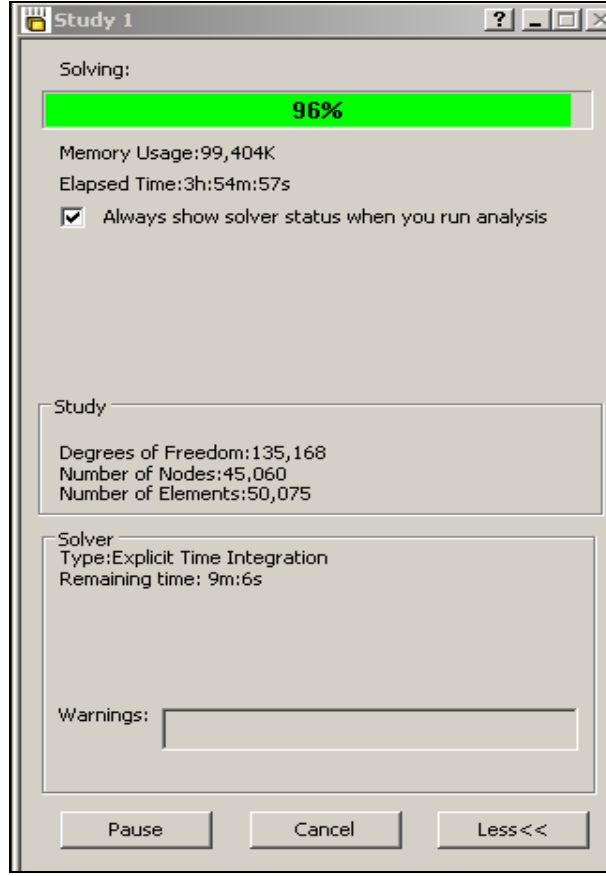 Study 1
Solving:
96%
Memory Usage:99,404K
Elapsed Time:3h:54m:57s
Always show solver status when you run analysis
Study
Degrees of Freedom:135,168
Number of Nodes:45,060
Number of Elements:50,075
Solver
Type:Explicit Time Integration
Remaining time: 9m:6s
Warnings:
Pause Cancel Less<<